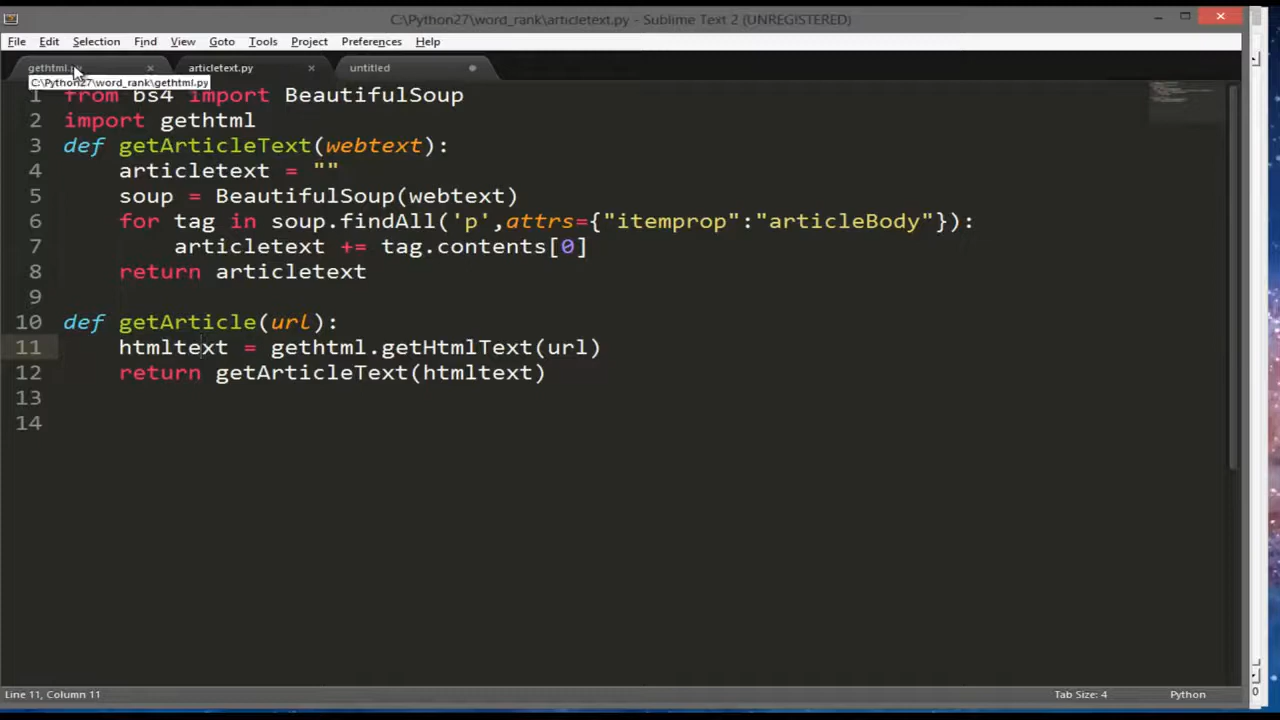 C:\Python27\word_rank\articletext.py - Sublime Text 2 (UNREGISTERED)
File Edit Selection Find View Goto Tools Project Preferences Help
gethtml.py articletext.py untitled
C:\Python27\word_rank\gethtml.py
1 from bs4 import BeautifulSoup
2 import gethtml
3 def getArticleText(webtext):
4 articletext = ""
5 soup = BeautifulSoup(webtext)
6 for tag in soup.findAll('p',attrs={"itemprop":"articleBody"}):
7 articletext += tag.contents[0]
8 return articletext
9
10 def getArticle(url):
11 htmltext = gethtml.getHtmlText(url)
12 return getArticleText(htmltext)
13
14
Line 11, Column 11 Tab Size: 4 Python 0